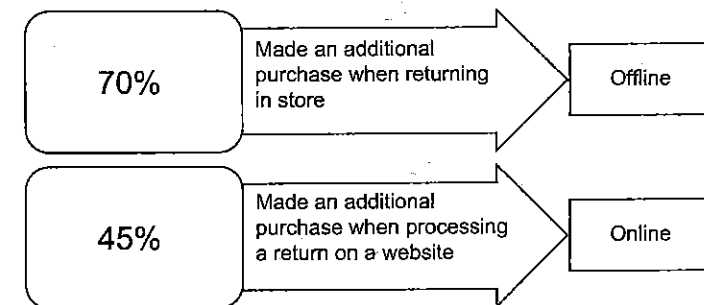 70%
Made an additional
purchase when returning
in store
Offline
45%
Made an additional
purchase when processing
a return on a website
Online